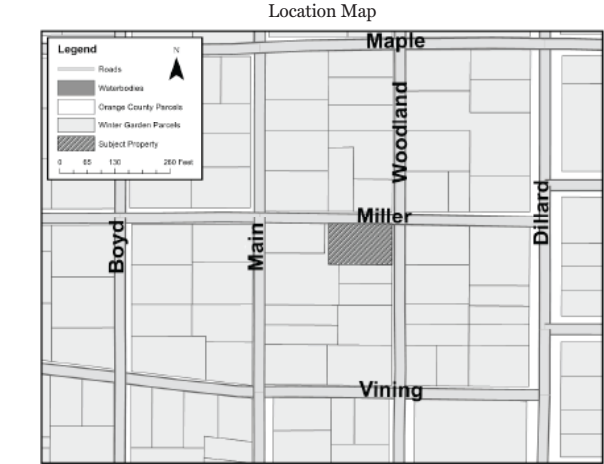 Location Map
Legend
N
Roads
Waterbodies
Orange County Parcels
Winter Garden Parcels
Subject Property
0 65 130 260 Feet
Maple
Woodland
Miller
Dillard
Boyd
Main
Vining